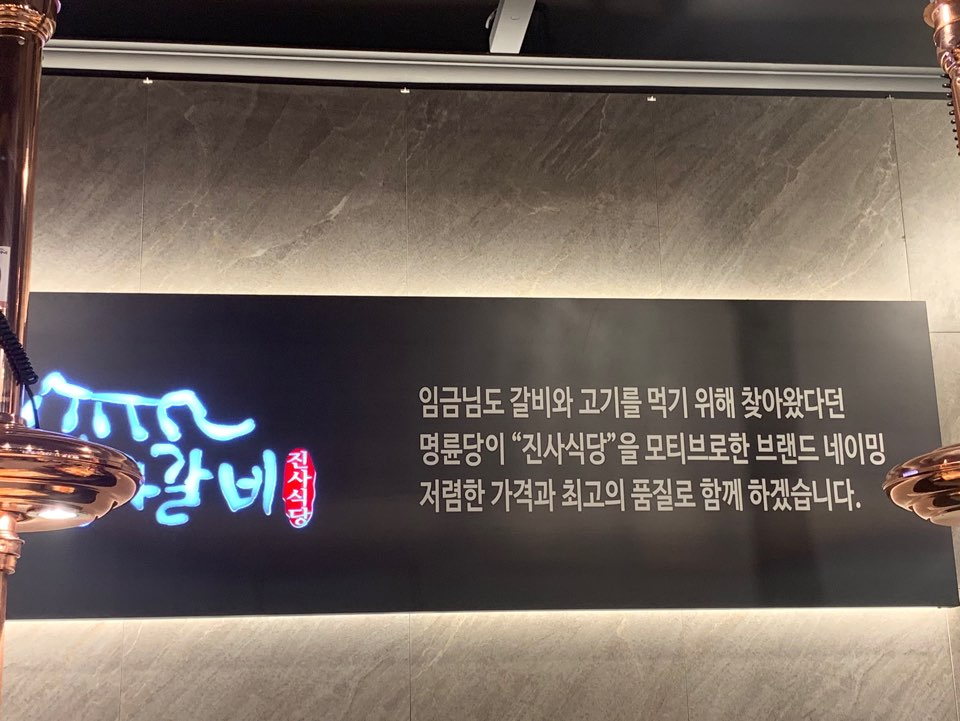 갈비
진사식당
임금님도 갈비와 고기를 먹기 위해 찾아왔다던
명륜당이 “진사식당”을 모티브로한 브랜드 네이밍
저렴한 가격과 최고의 품질로 함께 하겠습니다.